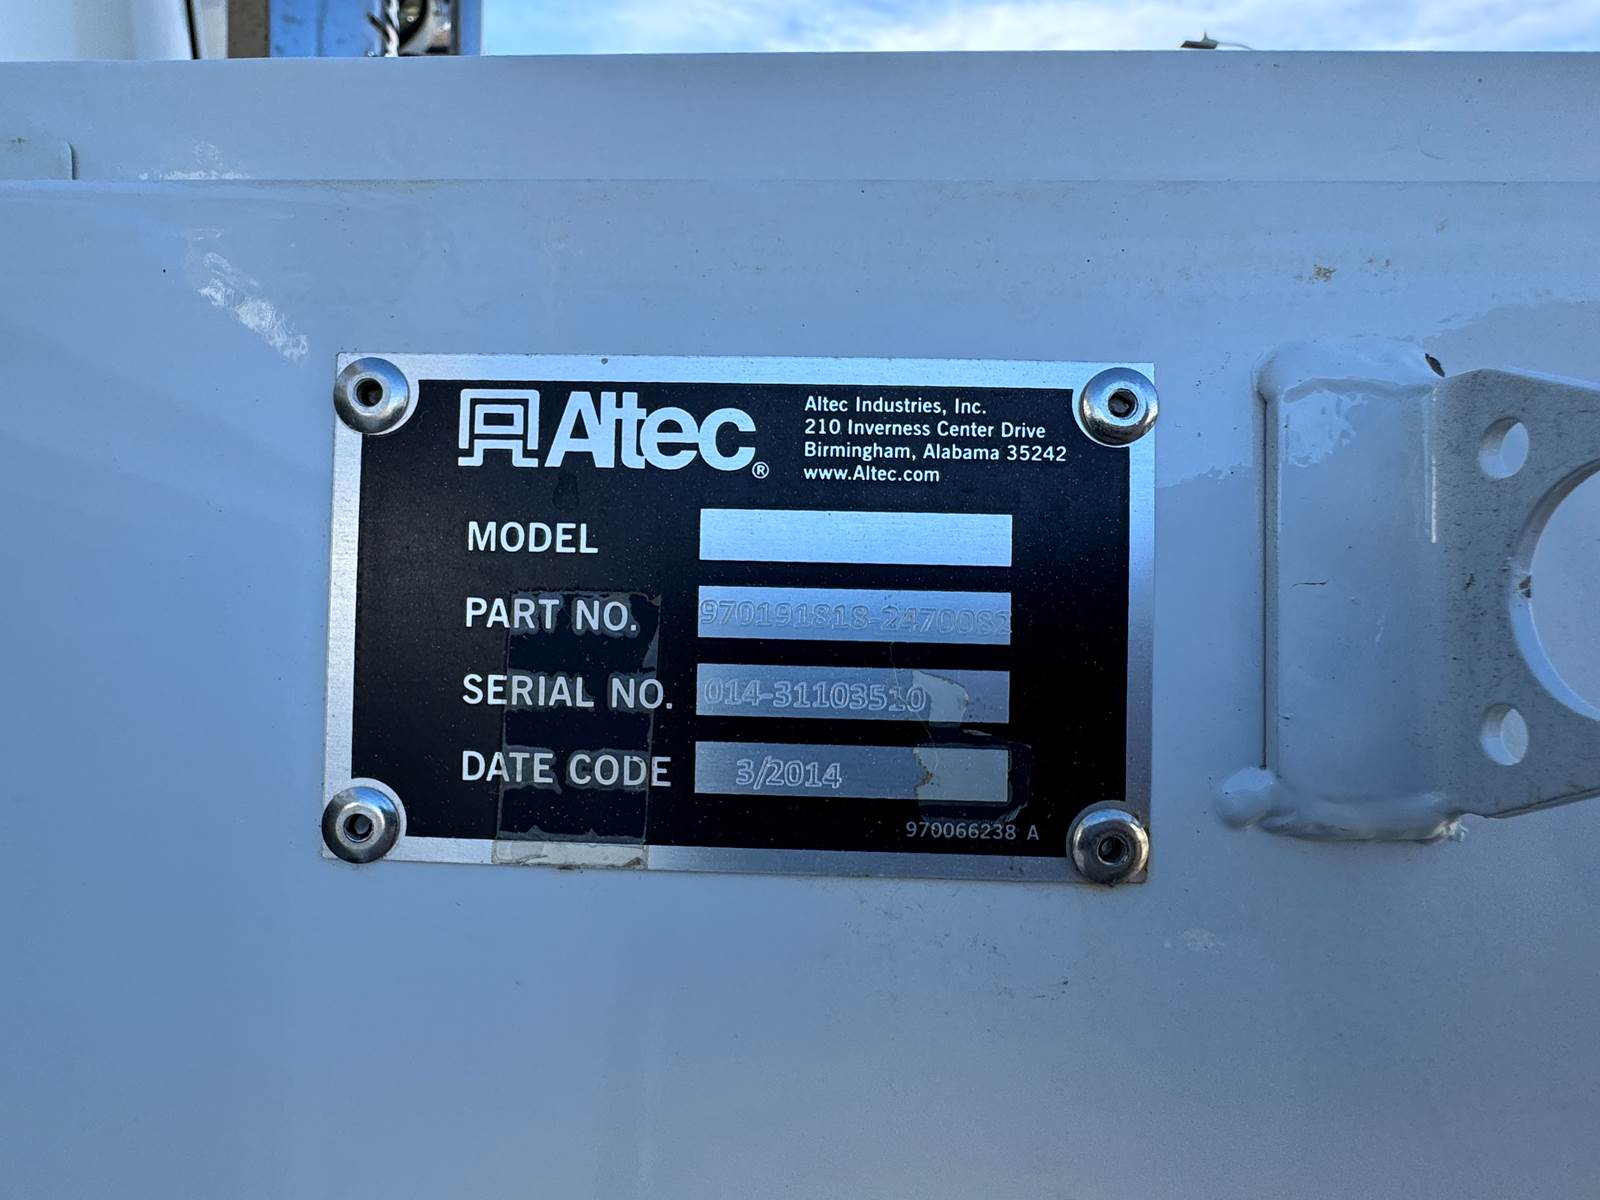 Altec®
Altec Industries, Inc.
210 Inverness Center Drive
Birmingham, Alabama 35242
www.Altec.com
MODEL
PART NO. 970191818-2470082
SERIAL NO. 014-31103510
DATE CODE 3/2014
970066238 A